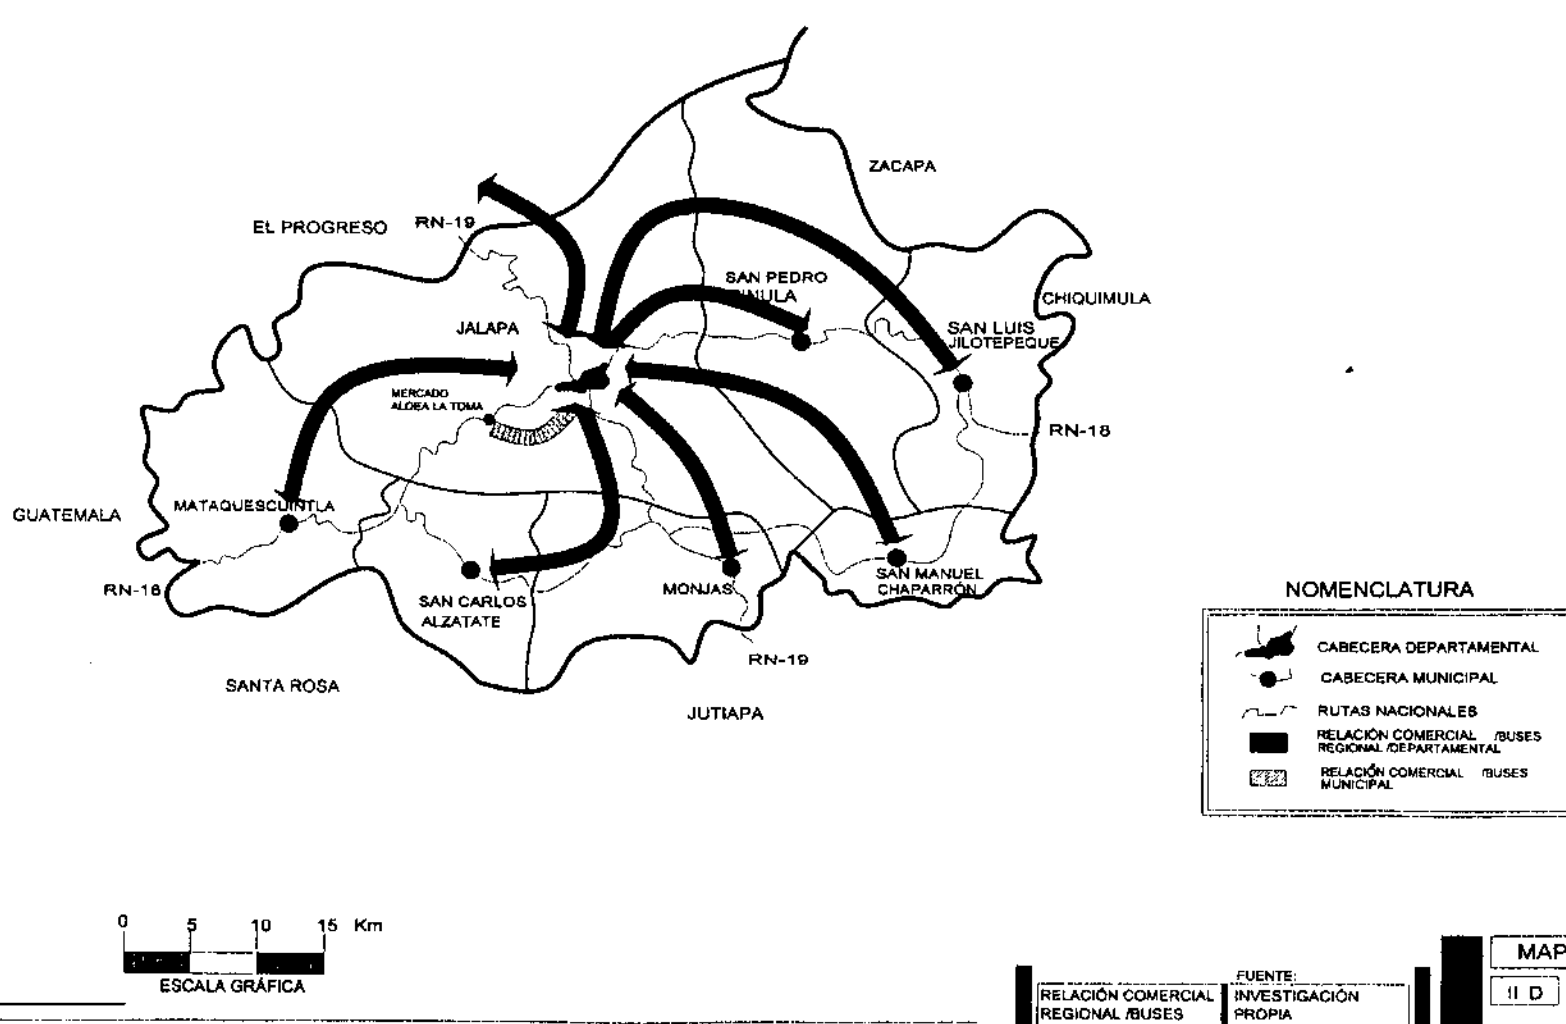 ZACAPA
EL PROGRESO
RN-19
SAN PEDRO
CHIQUIMULA
JALAPA
SAN LUIS
JILOTEPEQUE
MERCADO
ALDEA LA TOMA
RN-18
MATAQUESCUINTLA
GUATEMALA
RN-18
SAN MANUEL
CHAPARRÓN
MONJAS
SAN CARLOS
ALZATATE
RN-19
SANTA ROSA
JUTIAPA
NOMENCLATURA
CABECERA DEPARTAMENTAL
CABECERA MUNICIPAL
RUTAS NACIONALES
RELACIÓN COMERCIAL /BUSES
REGIONAL /DEPARTAMENTAL
RELACIÓN COMERCIAL /BUSES
MUNICIPAL
0 5 10 15 Km
ESCALA GRÁFICA
RELACIÓN COMERCIAL
REGIONAL /BUSES
FUENTE:
INVESTIGACIÓN
PROPIA
MAP
II D